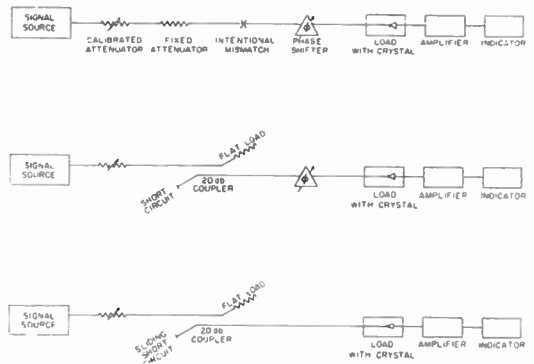 SIGNAL
SOURCE
CALIBRATED
ATTENUATOR
FIXED
ATTENUATOR
INTENTIONAL
MISMATCH
φ
PHASE
SHIFTER
LOAD
WITH CRYSTAL
AMPLIFIER
INDICATOR
SIGNAL
SOURCE
FLAT LOAD
SHORT
CIRCUIT
20 db
COUPLER
φ
LOAD
WITH CRYSTAL
AMPLIFIER
INDICATOR
SIGNAL
SOURCE
FLAT LOAD
SLIDING
SHORT
CIRCUIT
20 db
COUPLER
LOAD
WITH CRYSTAL
AMPLIFIER
INDICATOR